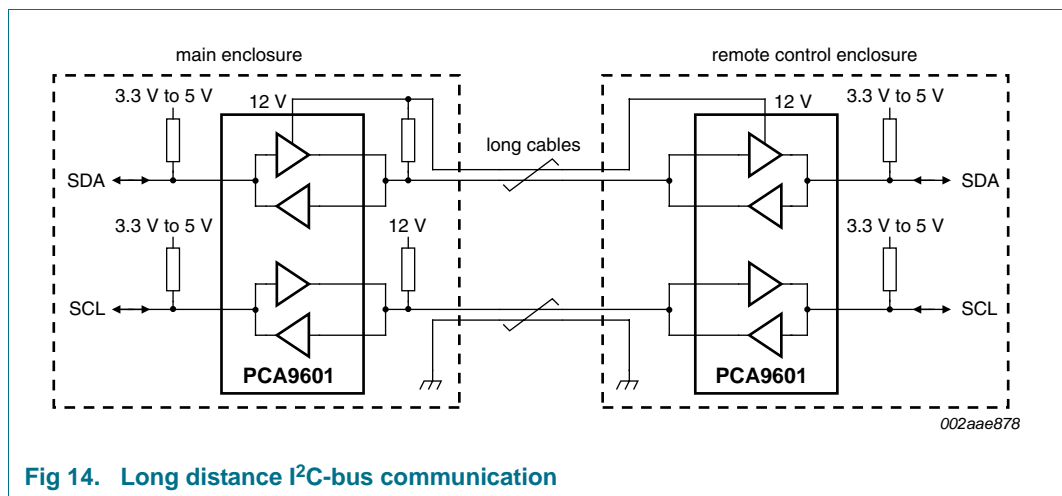 main enclosure
remote control enclosure
3.3 V to 5 V
12 V
12 V
3.3 V to 5 V
long cables
SDA
SDA
3.3 V to 5 V
12 V
3.3 V to 5 V
SCL
SCL
PCA9601
PCA9601
002aae878
Fig 14. Long distance I²C-bus communication